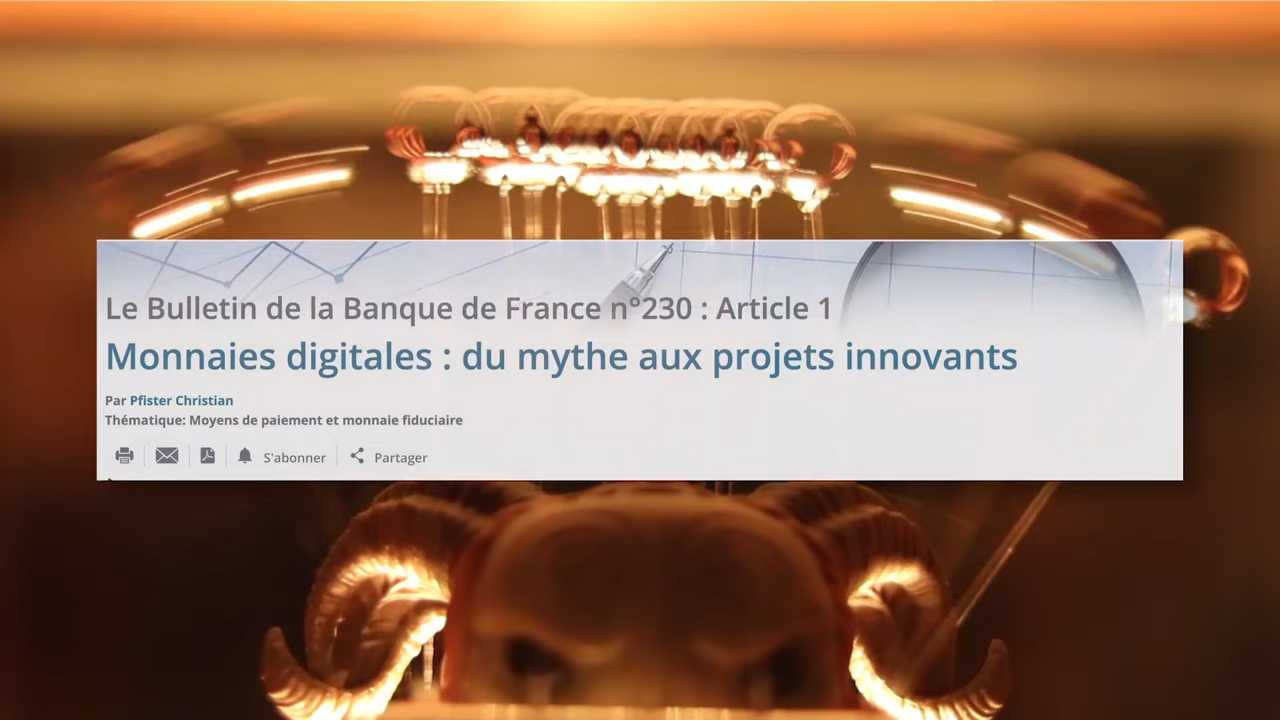 Le Bulletin de la Banque de France n°230 : Article 1
Monnaies digitales : du mythe aux projets innovants
Par Pfister Christian
Thématique: Moyens de paiement et monnaie fiduciaire
S'abonner
Partager